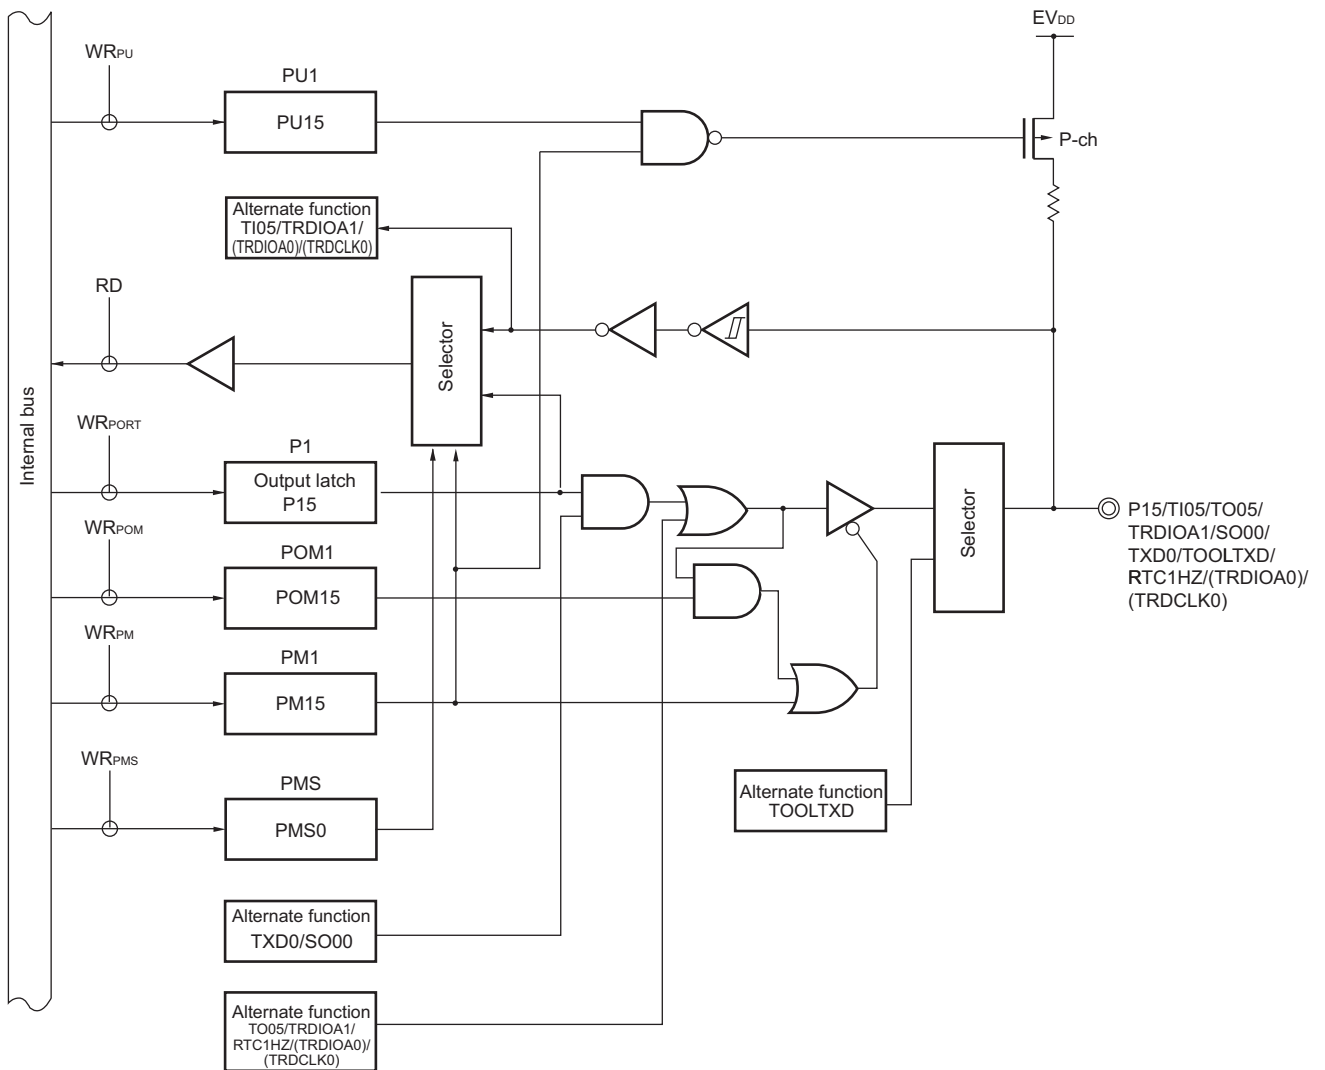 EVDD
WRPU
PU1
PU15
P-ch
Alternate function
TI05/TRDIOA1/
(TRDIOA0)/(TRDCLK0)
RD
Selector
Internal bus
WRPORT
P1
Output latch
P15
Selector
P15/TI05/TO05/
TRDIOA1/SO00/
TXD0/TOOLTXD/
RTC1HZ/(TRDIOA0)/
(TRDCLK0)
WRPOM
POM1
POM15
WRPM
PM1
PM15
WRPMS
PMS
PMS0
Alternate function
TOOLTXD
Alternate function
TXD0/SO00
Alternate function
TO05/TRDIOA1/
RTC1HZ/(TRDIOA0)/
(TRDCLK0)